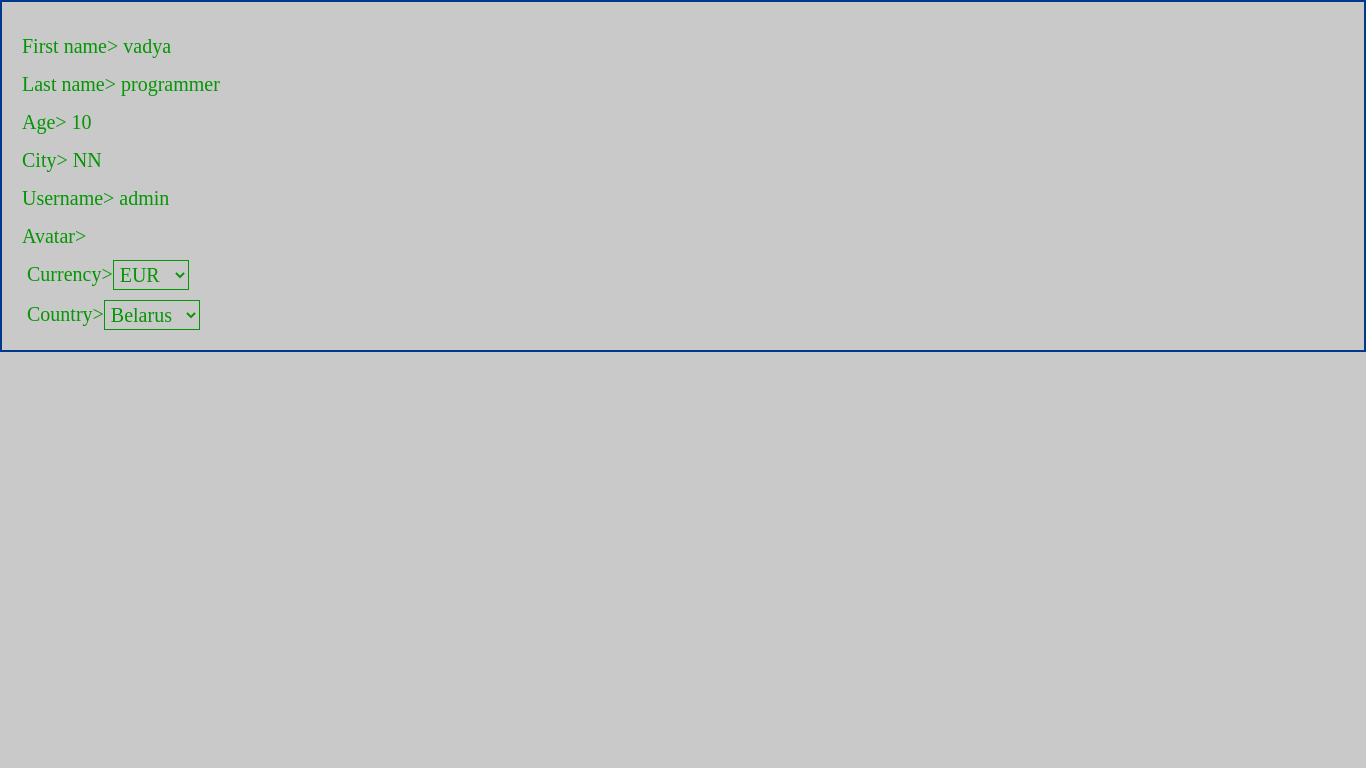 First name> vadya
Last name> programmer
Age> 10
City> NN
Username> admin
Avatar>
Currency> EUR
Country> Belarus